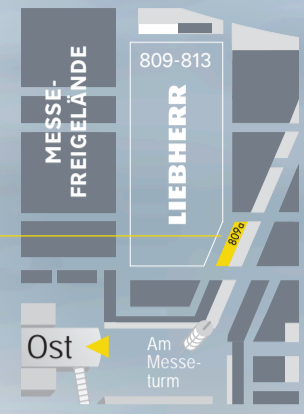 MESSE-
FREIGELÄNDE
809-813
LIEBHERR
809a
Ost
Am
Messe-
turm